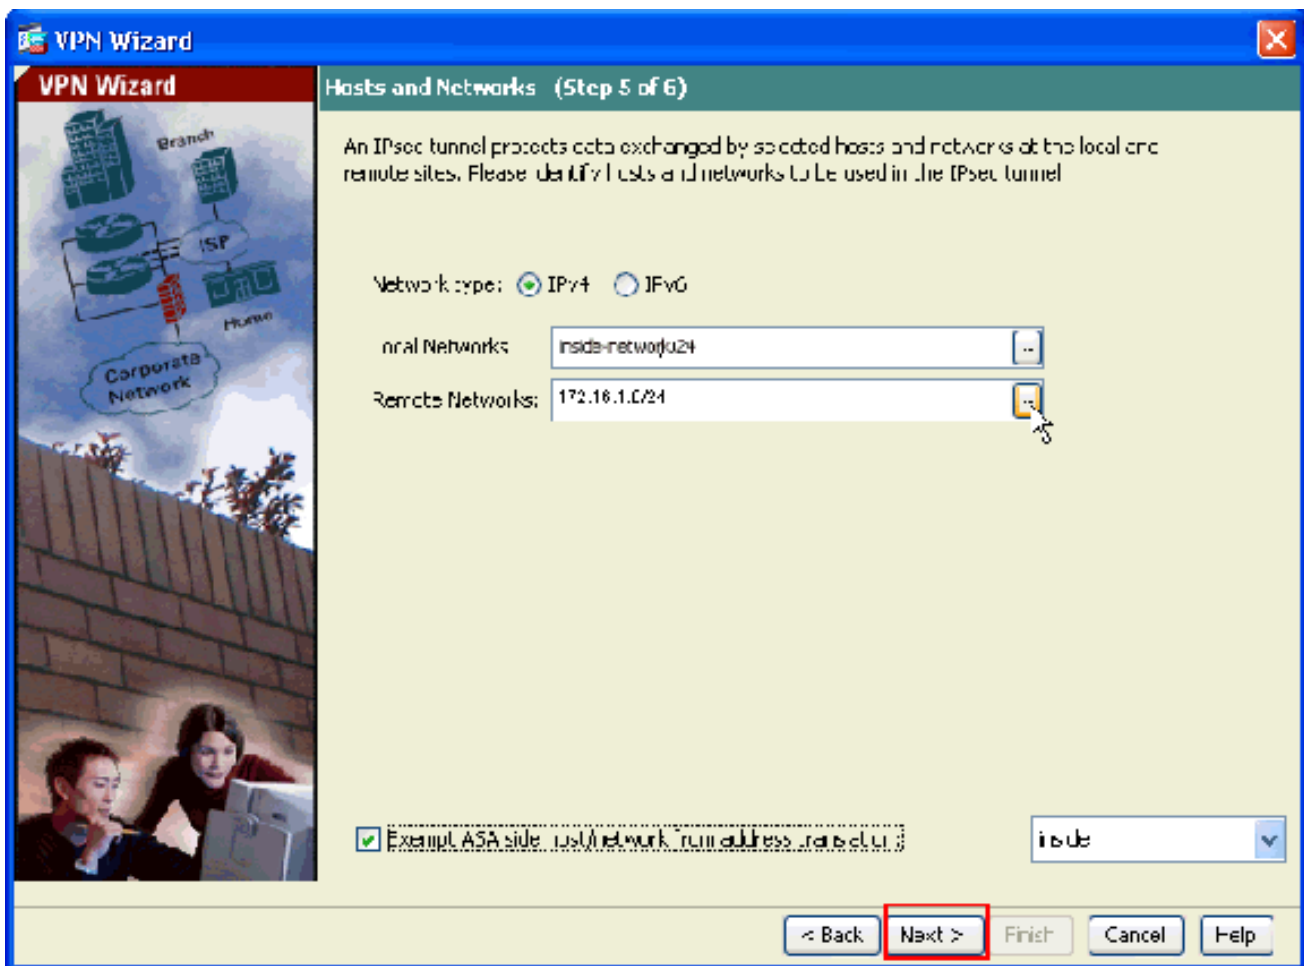 VPN Wizard
VPN Wizard
Hosts and Networks (Step 5 of 6)
Branch
ISP
Home
Corporate
Network
An IPsec tunnel protects data exchanged by selected hosts and networks at the local and
remote sites. Please identify hosts and networks to be used in the IPsec tunnel
Network type: IPv4 IPv6
Local Networks
inside-network/24
...
Remote Networks:
172.16.1.0/24
...
Exempt ASA side host/network from address translation:
inside
< Back
Next >
Finish
Cancel
Help